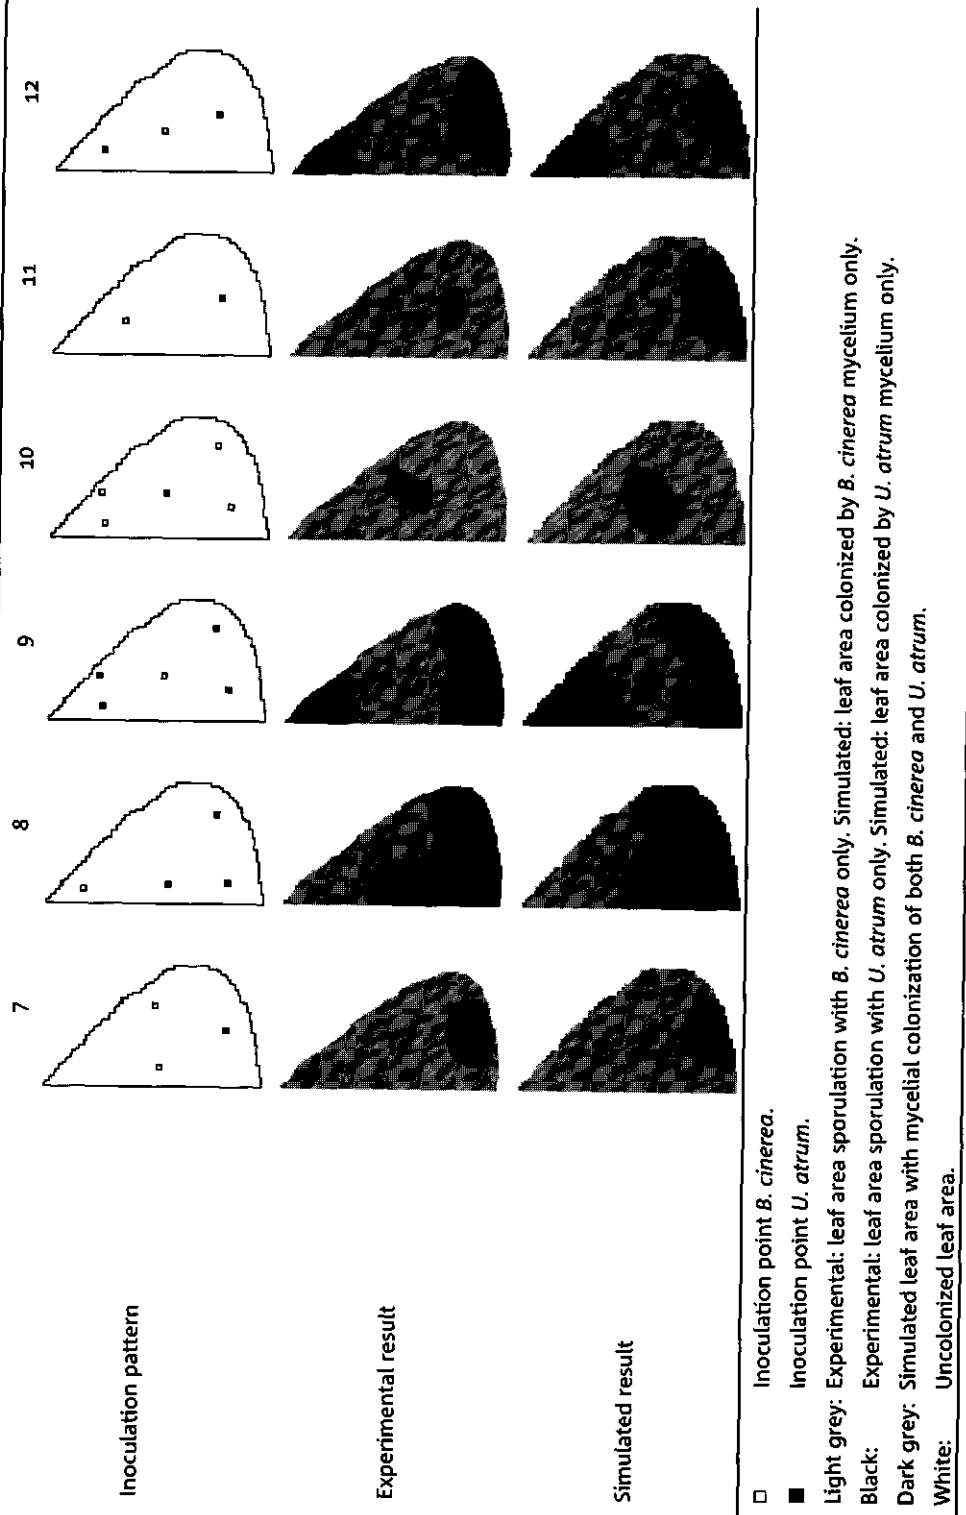 7 8 9 10 11 12
Inoculation pattern
Experimental result
Simulated result
Inoculation point B. cinerea.
Inoculation point U. atrum.
Light grey: Experimental: leaf area sporulation with B. cinerea only. Simulated: leaf area colonized by B. cinerea mycelium only.
Black: Experimental: leaf area sporulation with U. atrum only. Simulated: leaf area colonized by U. atrum mycelium only.
Dark grey: Simulated leaf area with mycelial colonization of both B. cinerea and U. atrum.
White: Uncolonized leaf area.